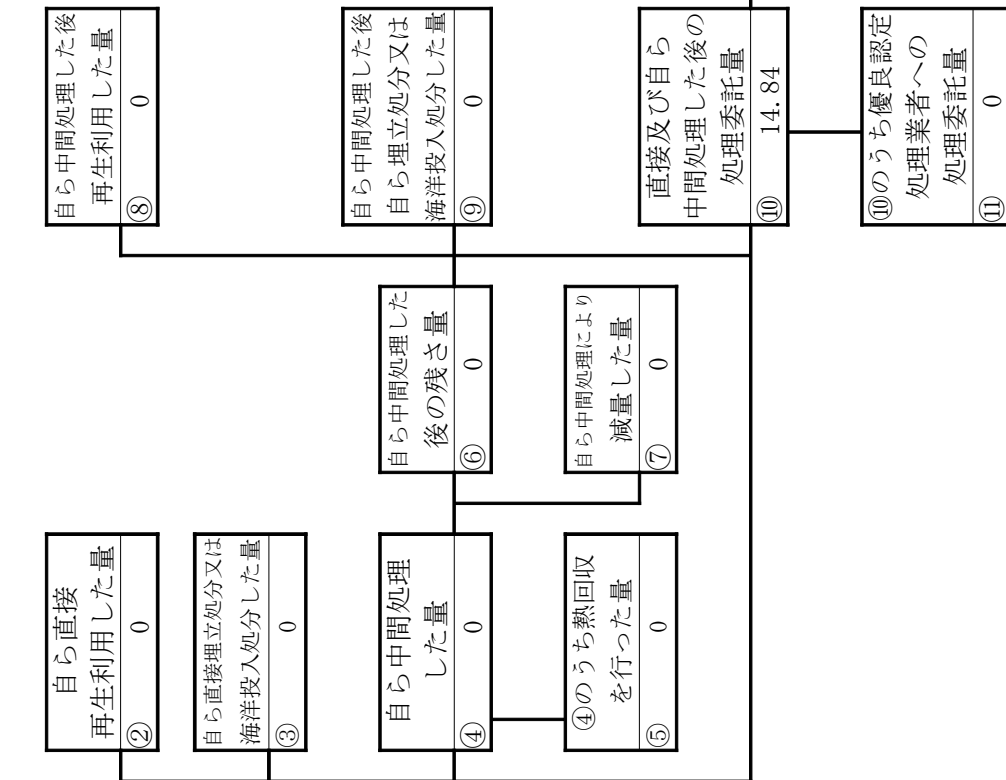 自ら直接
再生利用した量
②
0
自ら直接埋立処分又は
海洋投入処分した量
③
0
自ら中間処理
した量
④
0
④のうち熱回収
を行った量
⑤
0
自ら中間処理した
後の残さ量
⑥
0
自ら中間処理により
減量した量
⑦
0
自ら中間処理した後
再生利用した量
⑧
0
自ら中間処理した後
自ら埋立処分又は
海洋投入処分した量
⑨
0
直接及び自ら
中間処理した後の
処理委託量
⑩
14.84
⑩のうち優良認定
処理業者への
処理委託量
⑪
0